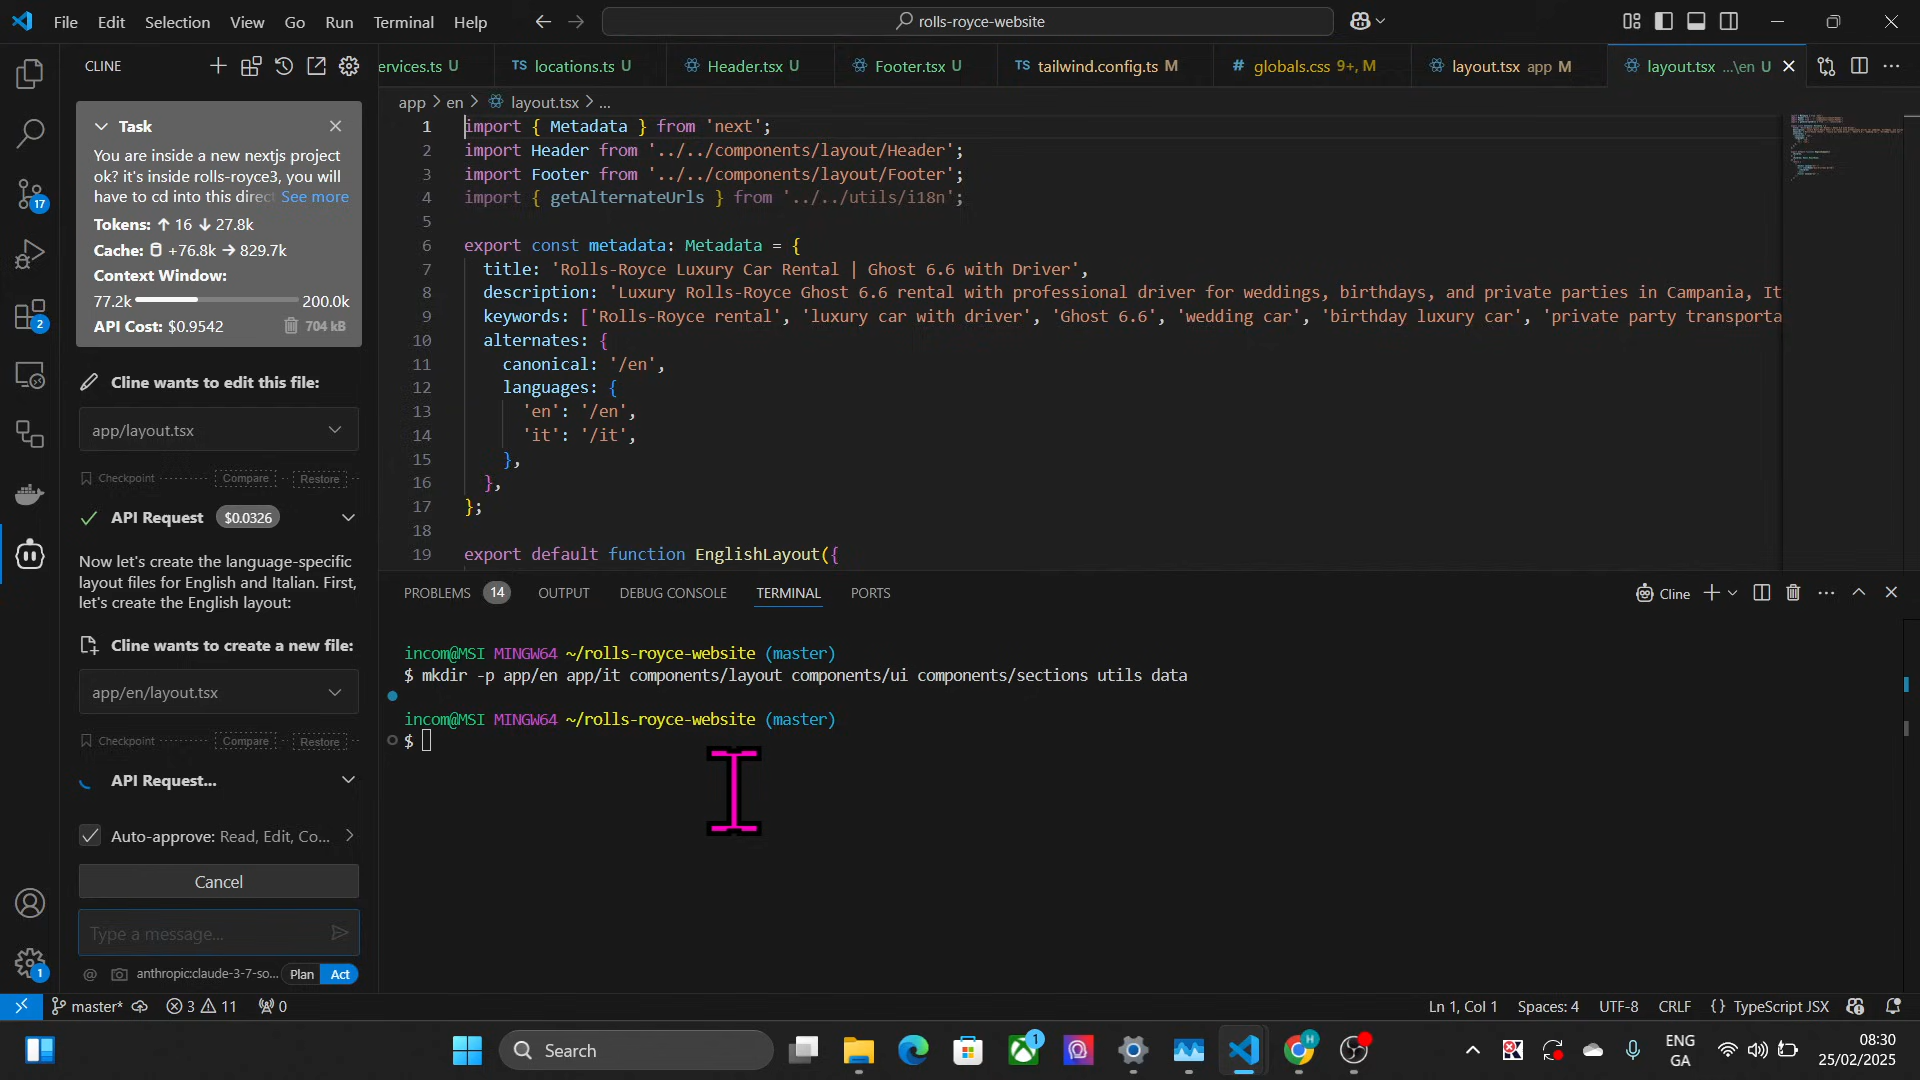 File Edit Selection View Go Run Terminal Help
rolls-royce-website
CLINE
ervices.ts U
TS locations.ts U
Header.tsx U
Footer.tsx U
TS tailwind.config.ts M
# globals.css 9+, M
layout.tsx app M
layout.tsx ...\en U
app > en > layout.tsx > ...
Task
You are inside a new nextjs project
ok? it's inside rolls-royce3, you will
have to cd into this direct See more
Tokens: ↑ 16 ↓ 27.8k
Cache: +76.8k → 829.7k
Context Window:
77.2k 200.0k
API Cost: $0.9542 704 kB
Cline wants to edit this file:
app/layout.tsx
Checkpoint Compare Restore
API Request $0.0326
Now let's create the language-specific
layout files for English and Italian. First,
let's create the English layout:
Cline wants to create a new file:
app/en/layout.tsx
Checkpoint Compare Restore
API Request...
Auto-approve: Read, Edit, Co...
Cancel
Type a message...
@ anthropic:claude-3-7-so... Plan Act
17
2
1
1 import { Metadata } from 'next';
2 import Header from '../../components/layout/Header';
3 import Footer from '../../components/layout/Footer';
4 import { getAlternateUrls } from '../../utils/i18n';
5
6 export const metadata: Metadata = {
7 title: 'Rolls-Royce Luxury Car Rental | Ghost 6.6 with Driver',
8 description: 'Luxury Rolls-Royce Ghost 6.6 rental with professional driver for weddings, birthdays, and private parties in Campania, It
9 keywords: ['Rolls-Royce rental', 'luxury car with driver', 'Ghost 6.6', 'wedding car', 'birthday luxury car', 'private party transporta
10 alternates: {
11 canonical: '/en',
12 languages: {
13 'en': '/en',
14 'it': '/it',
15 },
16 },
17 };
18
19 export default function EnglishLayout({
PROBLEMS 14 OUTPUT DEBUG CONSOLE TERMINAL PORTS
Cline
incom@MSI MINGW64 ~/rolls-royce-website (master)
$ mkdir -p app/en app/it components/layout components/ui components/sections utils data
incom@MSI MINGW64 ~/rolls-royce-website (master)
$
master* 3 11 0
Ln 1, Col 1 Spaces: 4 UTF-8 CRLF {} TypeScript JSX
Search
1
ENG
GA
08:30
25/02/2025